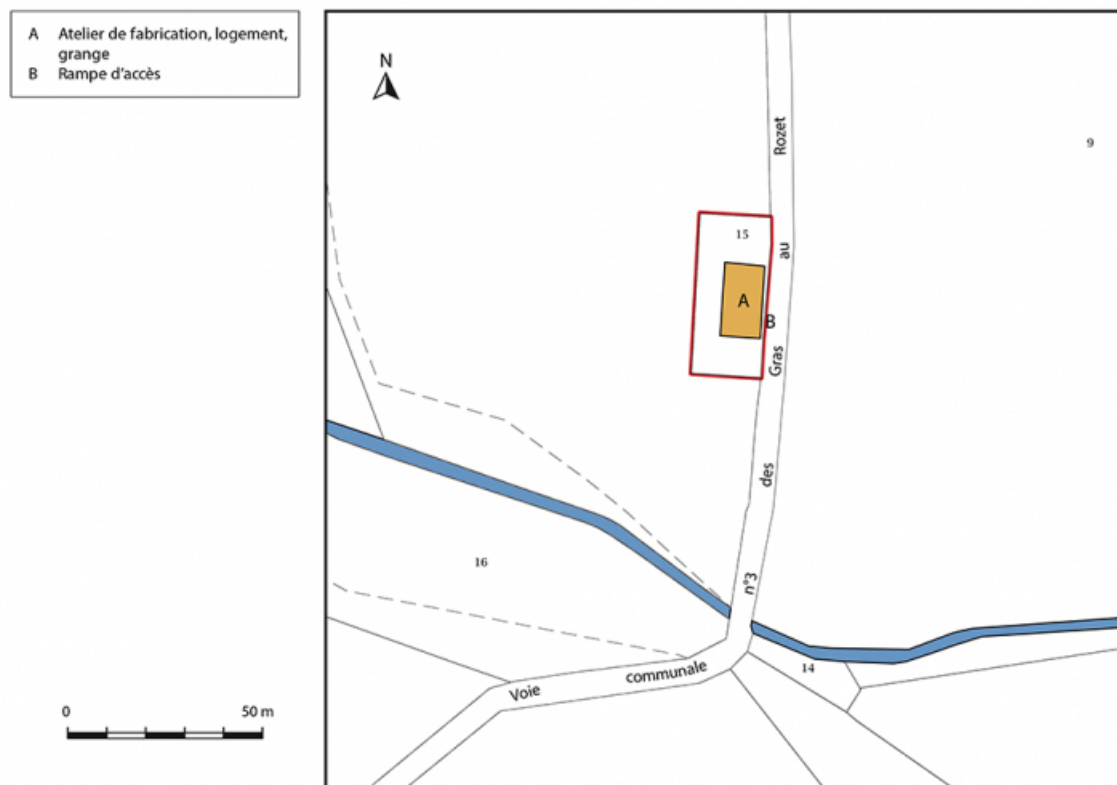 A Atelier de fabrication, logement,
grange
B Rampe d'accès
N
9
15
A
B
16
14
Voie communale n°3 des Gras au Rozet
0 50 m